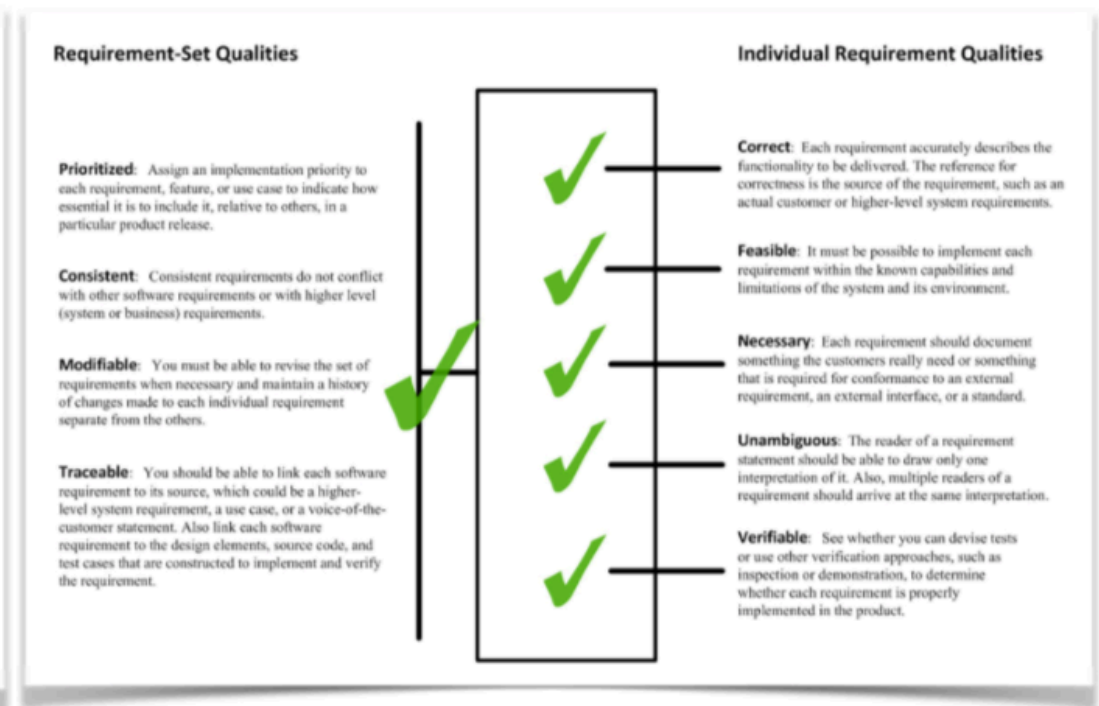 Requirement-Set Qualities
Prioritized: Assign an implementation priority to
each requirement, feature, or use case to indicate how
essential it is to include it, relative to others, in a
particular product release.
Consistent: Consistent requirements do not conflict
with other software requirements or with higher level
(system or business) requirements.
Modifiable: You must be able to revise the set of
requirements when necessary and maintain a history
of changes made to each individual requirement
separate from the others.
Traceable: You should be able to link each software
requirement to its source, which could be a higher-
level system requirement, a use case, or a voice-of-the-
customer statement. Also link each software
requirement to the design elements, source code, and
test cases that are constructed to implement and verify
the requirement.
Individual Requirement Qualities
Correct: Each requirement accurately describes the
functionality to be delivered. The reference for
correctness is the source of the requirement, such as an
actual customer or higher-level system requirements.
Feasible: It must be possible to implement each
requirement within the known capabilities and
limitations of the system and its environment.
Necessary: Each requirement should document
something the customers really need or something
that is required for conformance to an external
requirement, an external interface, or a standard.
Unambiguous: The reader of a requirement
statement should be able to draw only one
interpretation of it. Also, multiple readers of a
requirement should arrive at the same interpretation.
Verifiable: See whether you can devise tests
or use other verification approaches, such as
inspection or demonstration, to determine
whether each requirement is properly
implemented in the product.